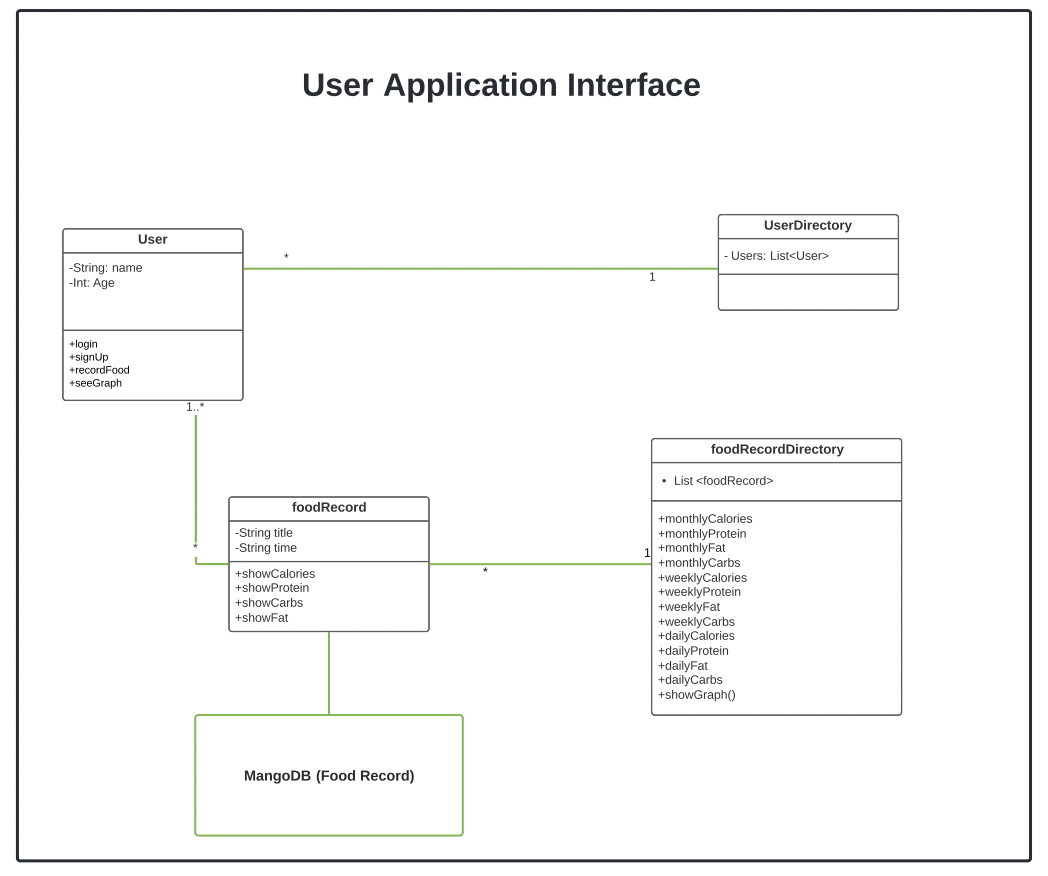 User Application Interface
User
-String: name
-Int: Age
+login
+signUp
+recordFood
+seeGraph
*
1
UserDirectory
- Users: List<User>
1..*
*
foodRecord
-String title
-String time
+showCalories
+showProtein
+showCarbs
+showFat
*
1
foodRecordDirectory
• List <foodRecord>
+monthlyCalories
+monthlyProtein
+monthlyFat
+monthlyCarbs
+weeklyCalories
+weeklyProtein
+weeklyFat
+weeklyCarbs
+dailyCalories
+dailyProtein
+dailyFat
+dailyCarbs
+showGraph()
MangoDB (Food Record)